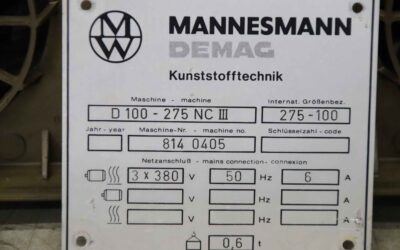 MW MANNESMANN
DEMAG
Kunststofftechnik
Maschine - machine Internat. Größenbez.
D 100 - 275 NC III 275 - 100
Jahr - year Maschine-Nr. - machine no. Schlüsselzahl - code
814 0405
Netzanschluß - mains connection - connexion
3 x 380 V 50 Hz 6 A
V Hz A
V Hz A
0,6 t